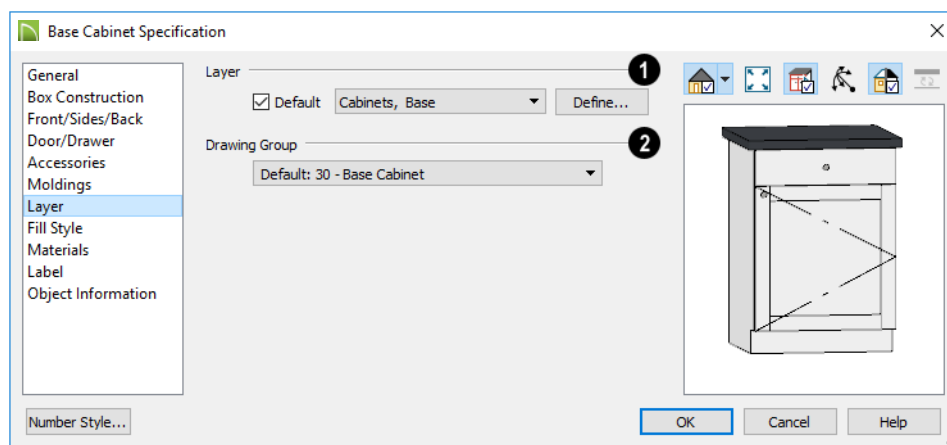 Base Cabinet Specification
General
Box Construction
Front/Sides/Back
Door/Drawer
Accessories
Moldings
Layer
Fill Style
Materials
Label
Object Information
Layer 1
Default Cabinets, Base Define...
Drawing Group 2
Default: 30 - Base Cabinet
Number Style... OK Cancel Help